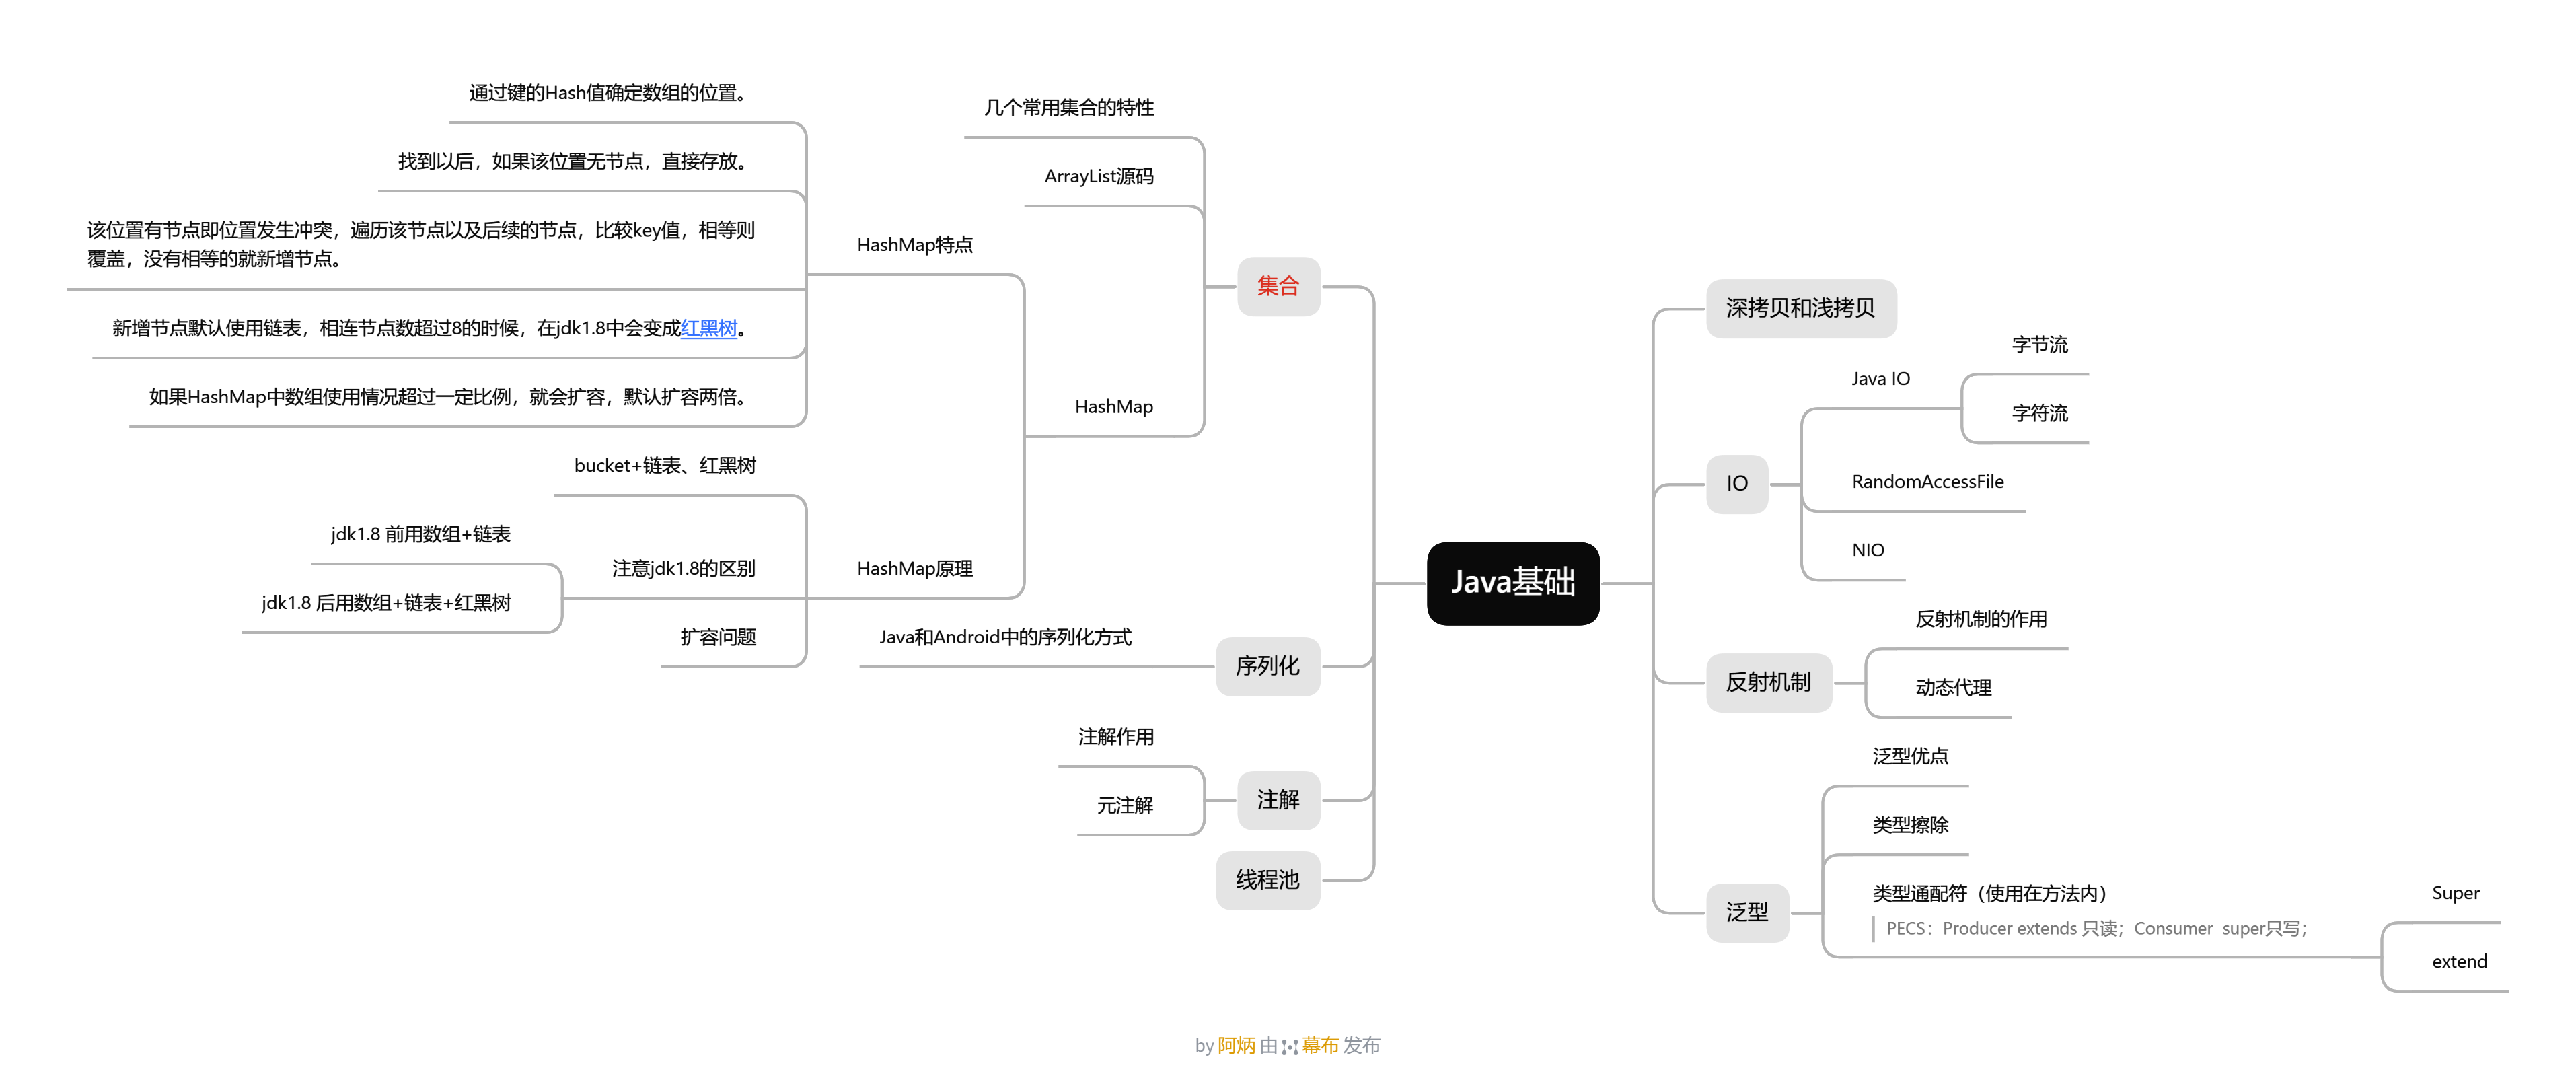 Java基础
深拷贝和浅拷贝
IO
Java IO
字节流
字符流
RandomAccessFile
NIO
反射机制
反射机制的作用
动态代理
泛型
泛型优点
类型擦除
类型通配符（使用在方法内）
PECS：Producer extends 只读；Consumer super只写；
Super
extend
集合
几个常用集合的特性
ArrayList源码
HashMap
HashMap特点
通过键的Hash值确定数组的位置。
找到以后，如果该位置无节点，直接存放。
该位置有节点即位置发生冲突，遍历该节点以及后续的节点，比较key值，相等则
覆盖，没有相等的就新增节点。
新增节点默认使用链表，相连节点数超过8的时候，在jdk1.8中会变成红黑树。
如果HashMap中数组使用情况超过一定比例，就会扩容，默认扩容两倍。
HashMap原理
bucket+链表、红黑树
注意jdk1.8的区别
jdk1.8 前用数组+链表
jdk1.8 后用数组+链表+红黑树
扩容问题
序列化
Java和Android中的序列化方式
注解
注解作用
元注解
线程池
by 阿炳 由 幕布 发布